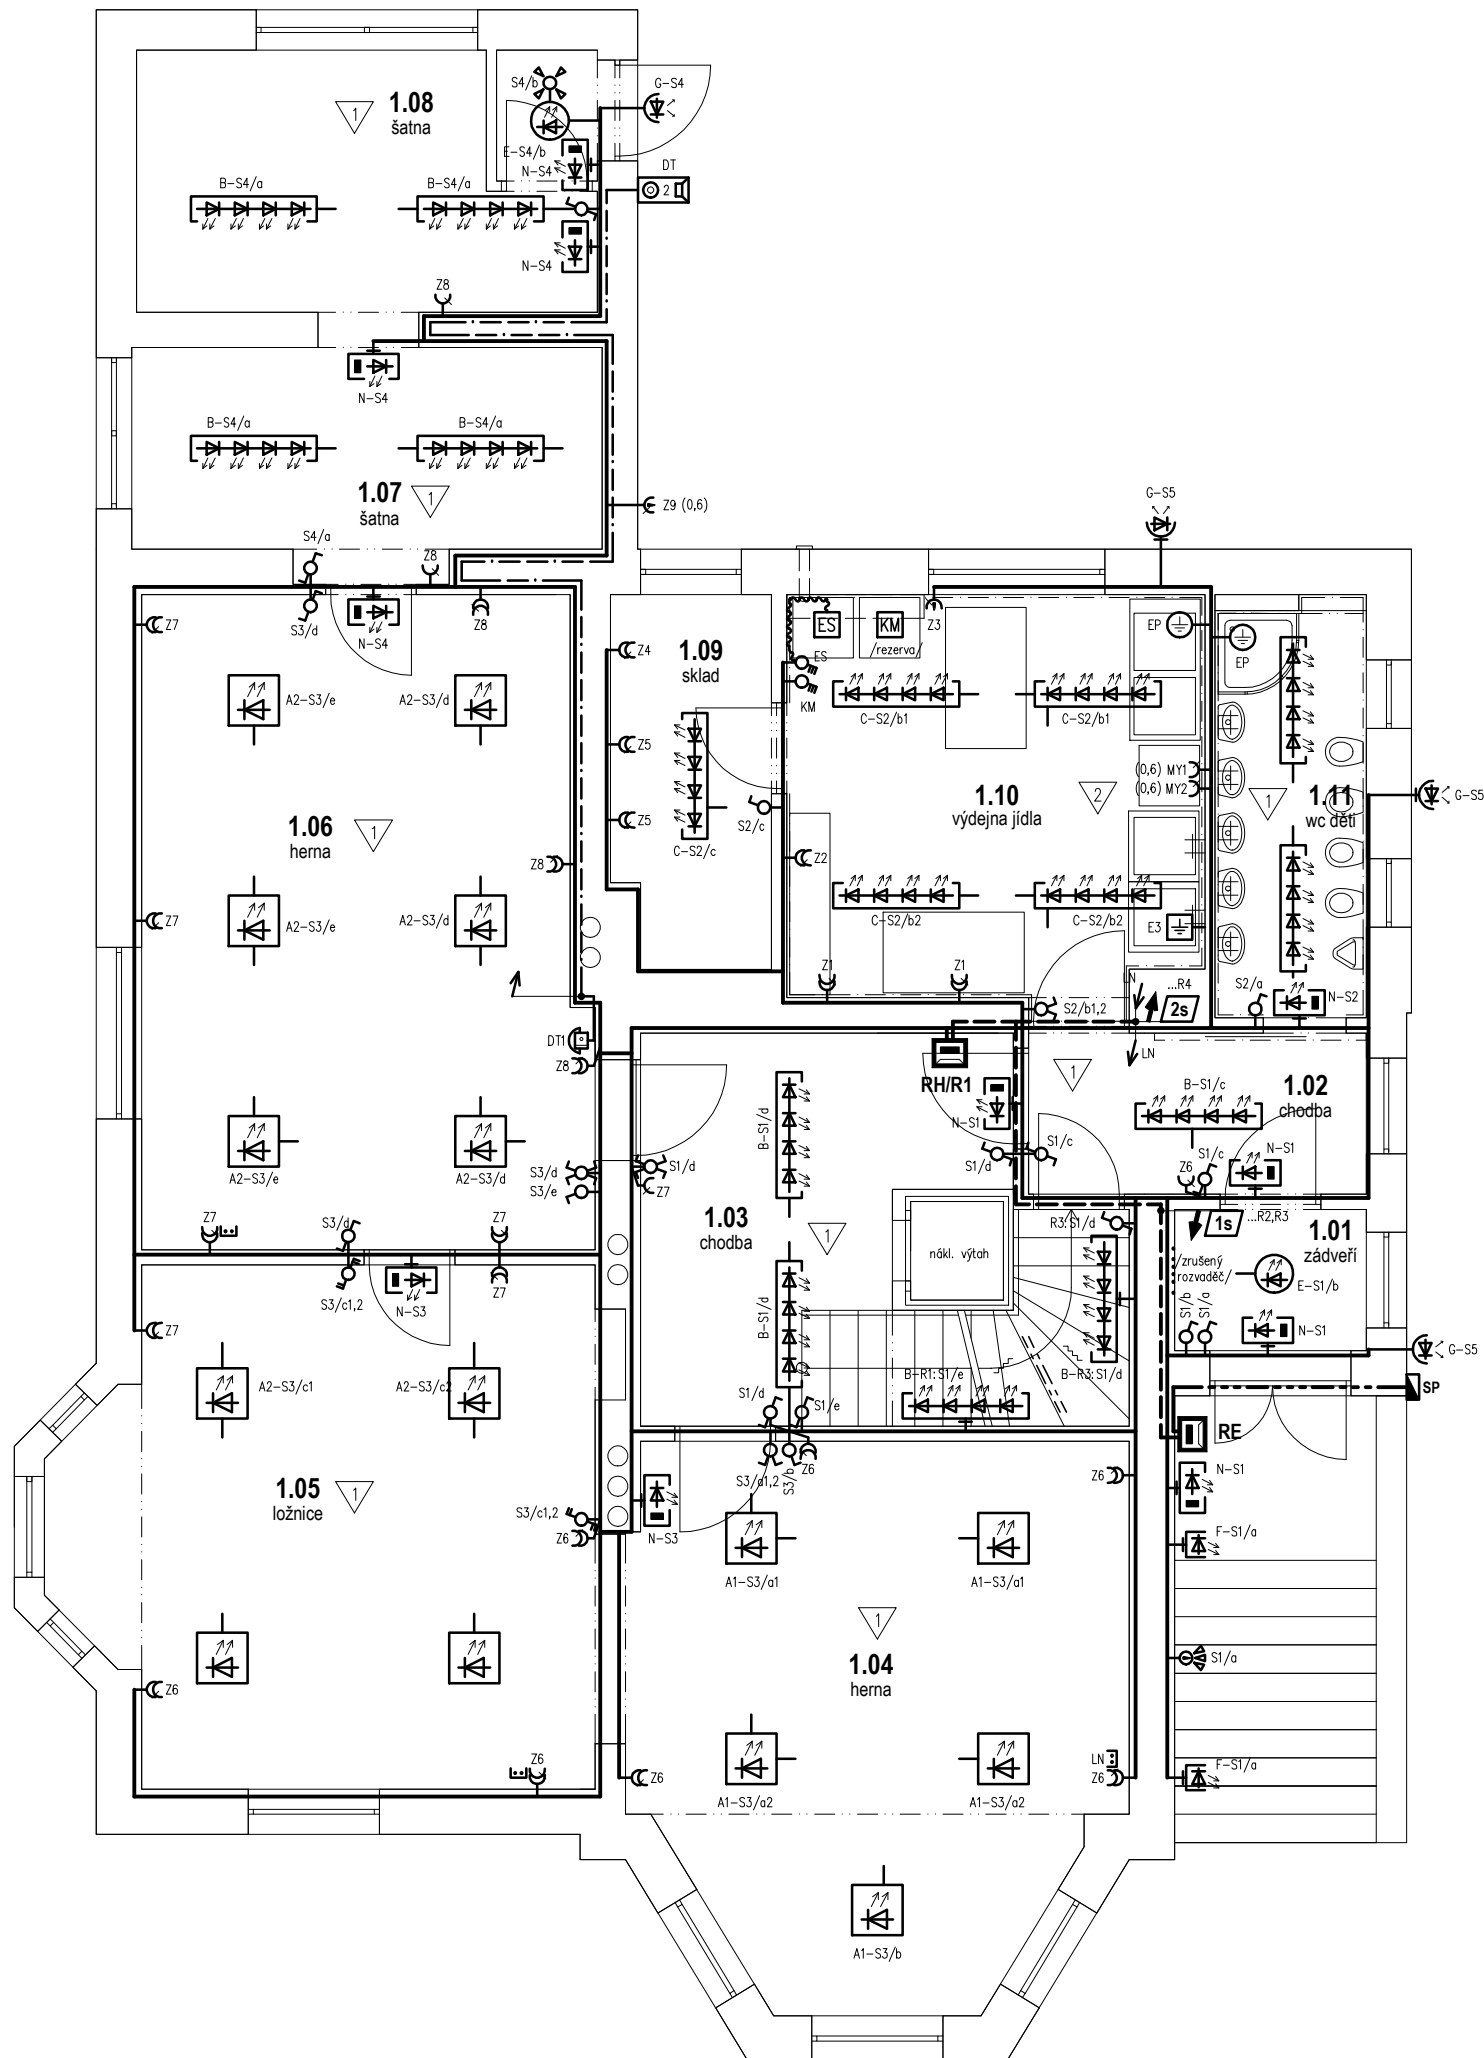 S4/b
G-S4
1
1.08
šatna
E-S4/b
N-S4
DT
2
B-S4/a
B-S4/a
N-S4
Z8
N-S4
B-S4/a
B-S4/a
1.07
šatna
1
Z9 (0,6)
G-S5
S4/a
Z8
Z7
S3/d
N-S4
Z8
Z4
1.09
sklad
ES
KM
/rezerva/
Z3
EP
EP
ES
KM
A2-S3/e
A2-S3/d
C-S2/b1
C-S2/b1
Z5
(0,6) MY1
(0,6) MY2
1.10
výdejna jídla
2
1
1.11
wc děti
G-S5
S2/c
Z5
1.06
herna
1
C-S2/c
Z2
Z8
Z7
A2-S3/e
A2-S3/d
C-S2/b2
C-S2/b2
E3
Z1
Z1
LN
...R4
2s
S2/a
N-S2
S2/b1,2
DT1
Z8
RH/R1
LN
1
B-S1/c
1.02
chodba
B-S1/d
N-S1
S1/d
S1/c
S1/c
N-S1
Z6
A2-S3/e
A2-S3/d
S3/d
S3/e
S1/d
Z7
1.03
chodba
1
R3:S1/d
1s
...R2,R3
1.01
zádveří
Z7
S3/d
Z7
nákl. výtah
/zrušený
rozvaděč/
E-S1/b
S3/c1,2
N-S3
Z7
B-S1/d
S1/b
S1/a
N-S1
Z7
G-S5
A2-S3/c1
A2-S3/c2
B-R1:S1/e
B-R3:S1/d
SP
S1/d
S1/e
RE
S3/a1,2
S3/b
Z6
Z6
N-S1
1.05
ložnice
1
S3/c1,2
Z6
N-S3
F-S1/a
A1-S3/a1
A1-S3/a1
1
1.04
herna
S1/a
Z6
Z6
Z6
LN
Z6
F-S1/a
A1-S3/a2
A1-S3/a2
A1-S3/b